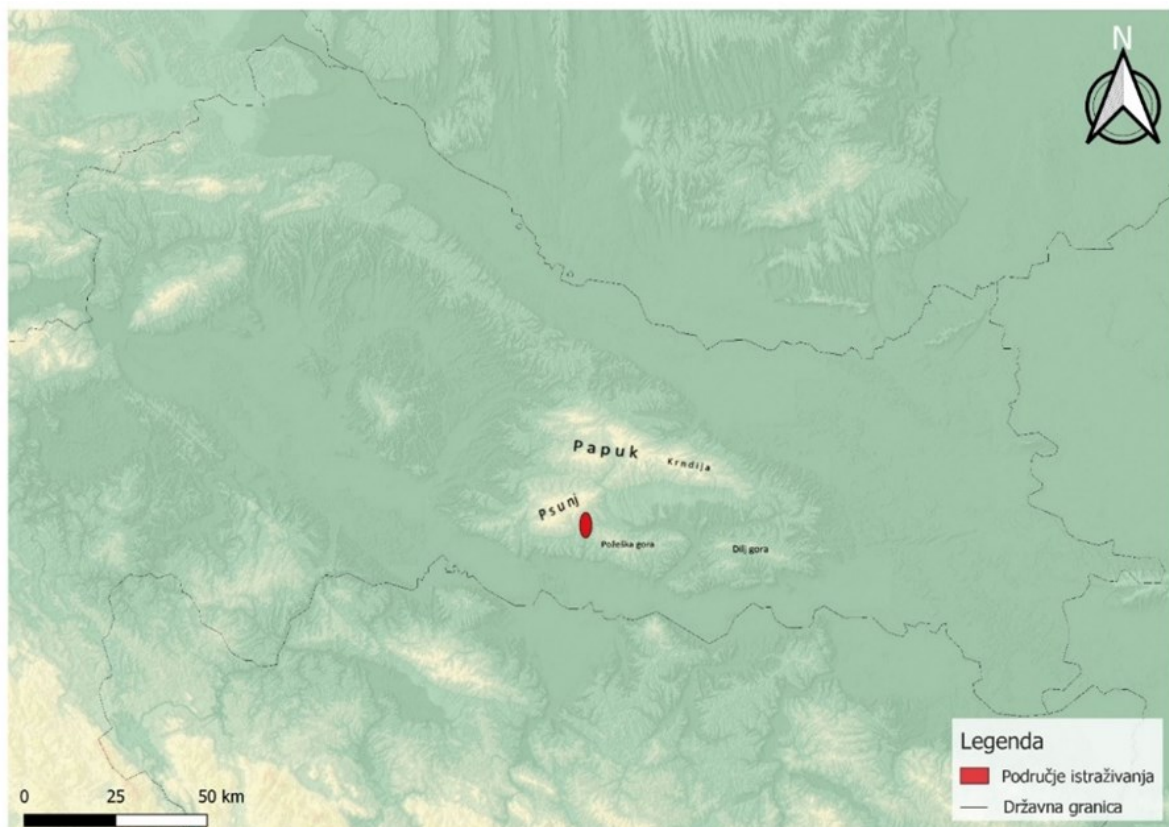 N
Papuk
Krndija
Psunj
Požeška gora
Dilj gora
Legenda
Područje istraživanja
Državna granica
0 25 50 km